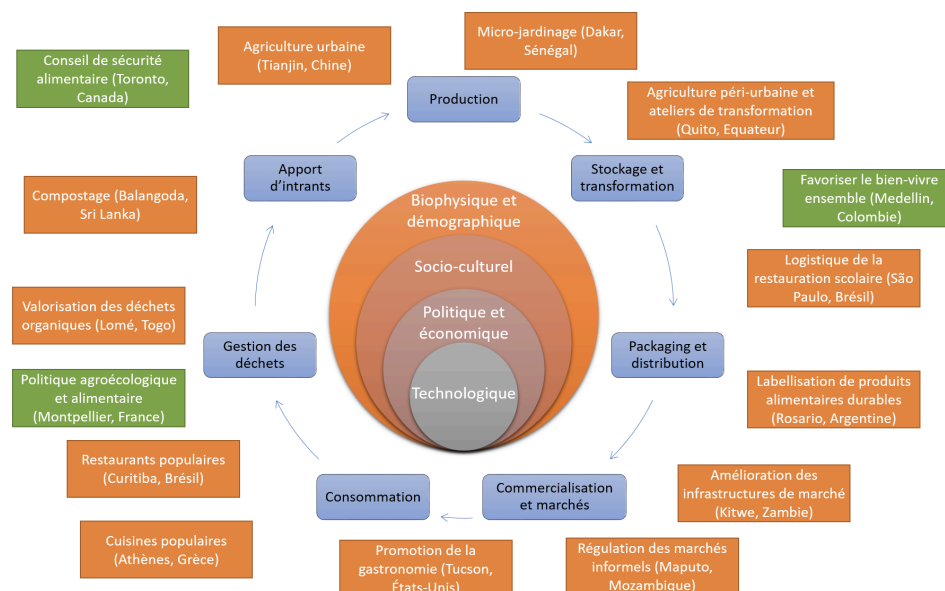 Micro-jardinage (Dakar,
Sénégal)
Agriculture urbaine
(Tianjin, Chine)
Conseil de sécurité
alimentaire (Toronto,
Canada)
Production
Agriculture péri-urbaine et
ateliers de transformation
(Quito, Equateur)
Apport
d'intrants
Stockage et
transformation
Favoriser le bien-vivre
ensemble (Medellin,
Colombie)
Compostage (Balangoda,
Sri Lanka)
Biophysique et
démographique
Socio-culturel
Logistique de la
restauration scolaire (São
Paulo, Brésil)
Valorisation des déchets
organiques (Lomé, Togo)
Politique et
économique
Gestion des
déchets
Packaging et
distribution
Politique agroécologique
et alimentaire
(Montpellier, France)
Technologique
Labellisation de produits
alimentaires durables
(Rosario, Argentine)
Restaurants populaires
(Curitiba, Brésil)
Consommation
Commercialisation
et marchés
Amélioration des
infrastructures de marché
(Kitwe, Zambie)
Cuisines populaires
(Athènes, Grèce)
Promotion de la
gastronomie (Tucson,
États-Unis)
Régulation des marchés
informels (Maputo,
Mozambique)